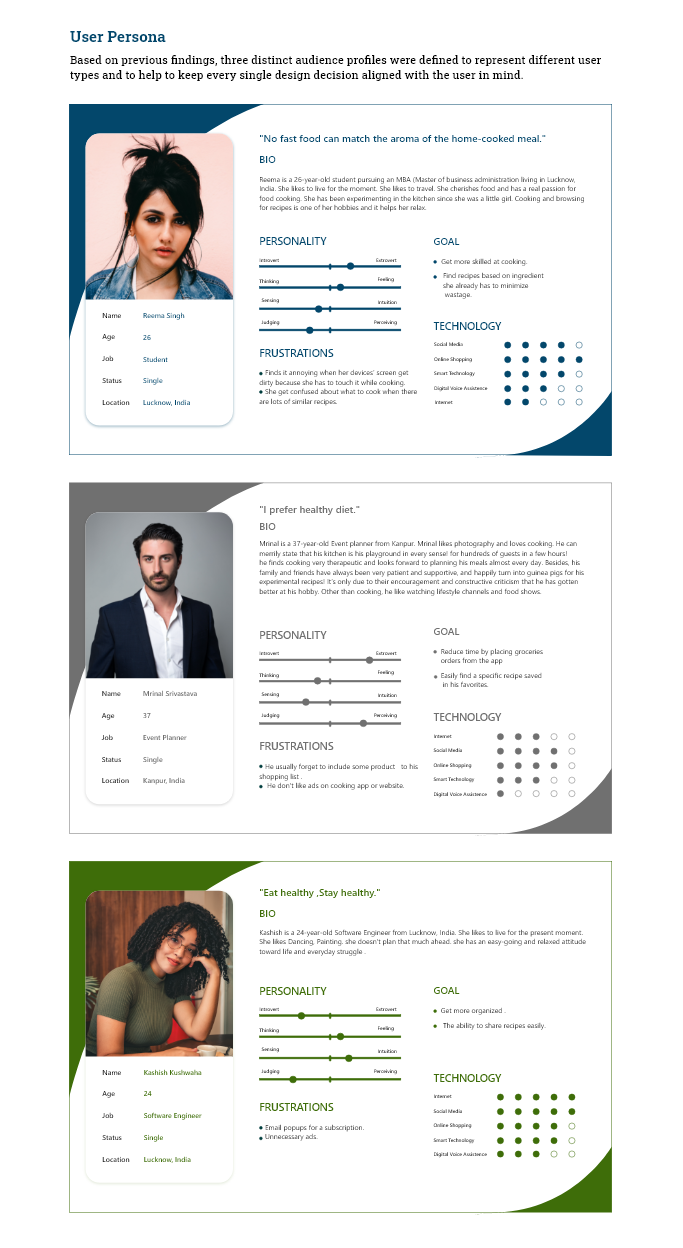 User Persona
Based on previous findings, three distinct audience profiles were defined to represent different user
types and to help to keep every single design decision aligned with the user in mind.
"No fast food can match the aroma of the home-cooked meal."
BIO
Reema is a 26-year-old student pursuing an MBA (Master of business administration living in Lucknow,
India. She likes to live for the moment. She likes to travel. She cherishes food and has a real passion for
food cooking. She has been experimenting in the kitchen since she was a little girl. Cooking and browsing
for recipes is one of her hobbies and it helps her relax.
Name Reema Singh
Age 26
Job Student
Status Single
Location Lucknow, India
PERSONALITY
Introvert Extrovert
Thinking Feeling
Sensing Intuition
Judging Perceiving
FRUSTRATIONS
Finds it annoying when her devices' screen get
dirty because she has to touch it while cooking.
She get confused about what to cook when there
are lots of similar recipes.
GOAL
Get more skilled at cooking.
Find recipes based on ingredient
she already has to minimize
wastage.
TECHNOLOGY
Social Media
Online Shopping
Smart Technology
Digital Voice Assistence
Internet
"I prefer healthy diet."
BIO
Mrinal is a 37-year-old Event planner from Kanpur. Mrinal likes photography and loves cooking. He can
merrily state that his kitchen is his playground in every sense! for hundreds of guests in a few hours!
he finds cooking very therapeutic and looks forward to planning his meals almost every day. Besides, his
family and friends have always been very patient and supportive, and happily turn into guinea pigs for his
experimental recipes! It's only due to their encouragement and constructive criticism that he has gotten
better at his hobby. Other than cooking, he like watching lifestyle channels and food shows.
Name Mrinal Srivastava
Age 37
Job Event Planner
Status Single
Location Kanpur, India
PERSONALITY
Introvert Extrovert
Thinking Feeling
Sensing Intuition
Judging Perceiving
FRUSTRATIONS
He usually forget to include some product to his
shopping list .
He don't like ads on cooking app or website.
GOAL
Reduce time by placing groceries
orders from the app
Easily find a specific recipe saved
in his favorites.
TECHNOLOGY
Internet
Social Media
Online Shopping
Smart Technology
Digital Voice Assistence
"Eat healthy ,Stay healthy."
BIO
Kashish is a 24-year-old Software Engineer from Lucknow, India. She likes to live for the present moment.
She likes Dancing, Painting. she doesn't plan that much ahead. she has an easy-going and relaxed attitude
toward life and everyday struggle .
Name Kashish Kushwaha
Age 24
Job Software Engineer
Status Single
Location Lucknow, India
PERSONALITY
Introvert Extrovert
Thinking Feeling
Sensing Intuition
Judging Perceiving
FRUSTRATIONS
Email popups for a subscription.
Unnecessary ads.
GOAL
Get more organized .
The ability to share recipes easily.
TECHNOLOGY
Internet
Social Media
Online Shopping
Smart Technology
Digital Voice Assistence